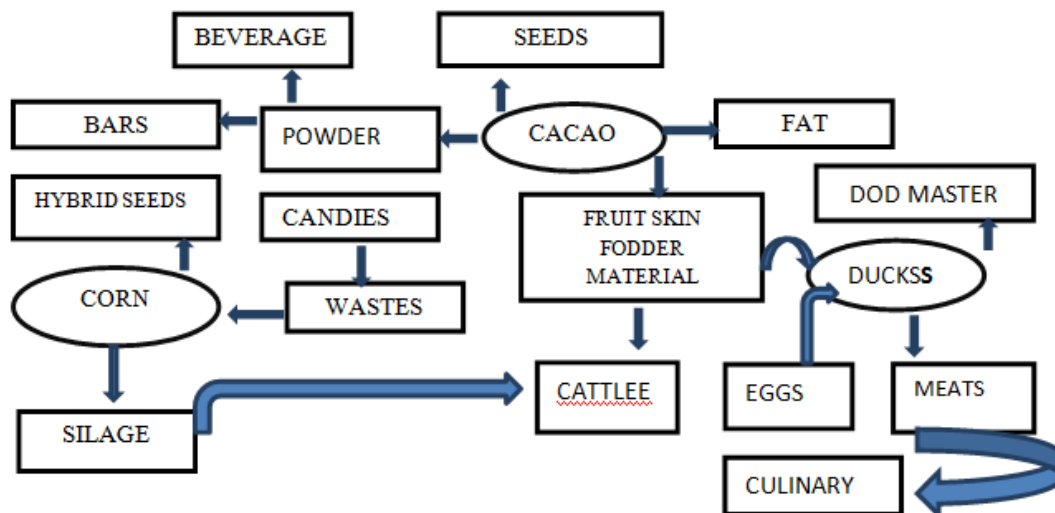 BEVERAGE
SEEDS
BARS
POWDER
CACAO
FAT
HYBRID SEEDS
CANDIES
FRUIT SKIN
FODDER
MATERIAL
DOD MASTER
CORN
WASTES
DUCKSS
SILAGE
CATTLEE
EGGS
MEATS
CULINARY